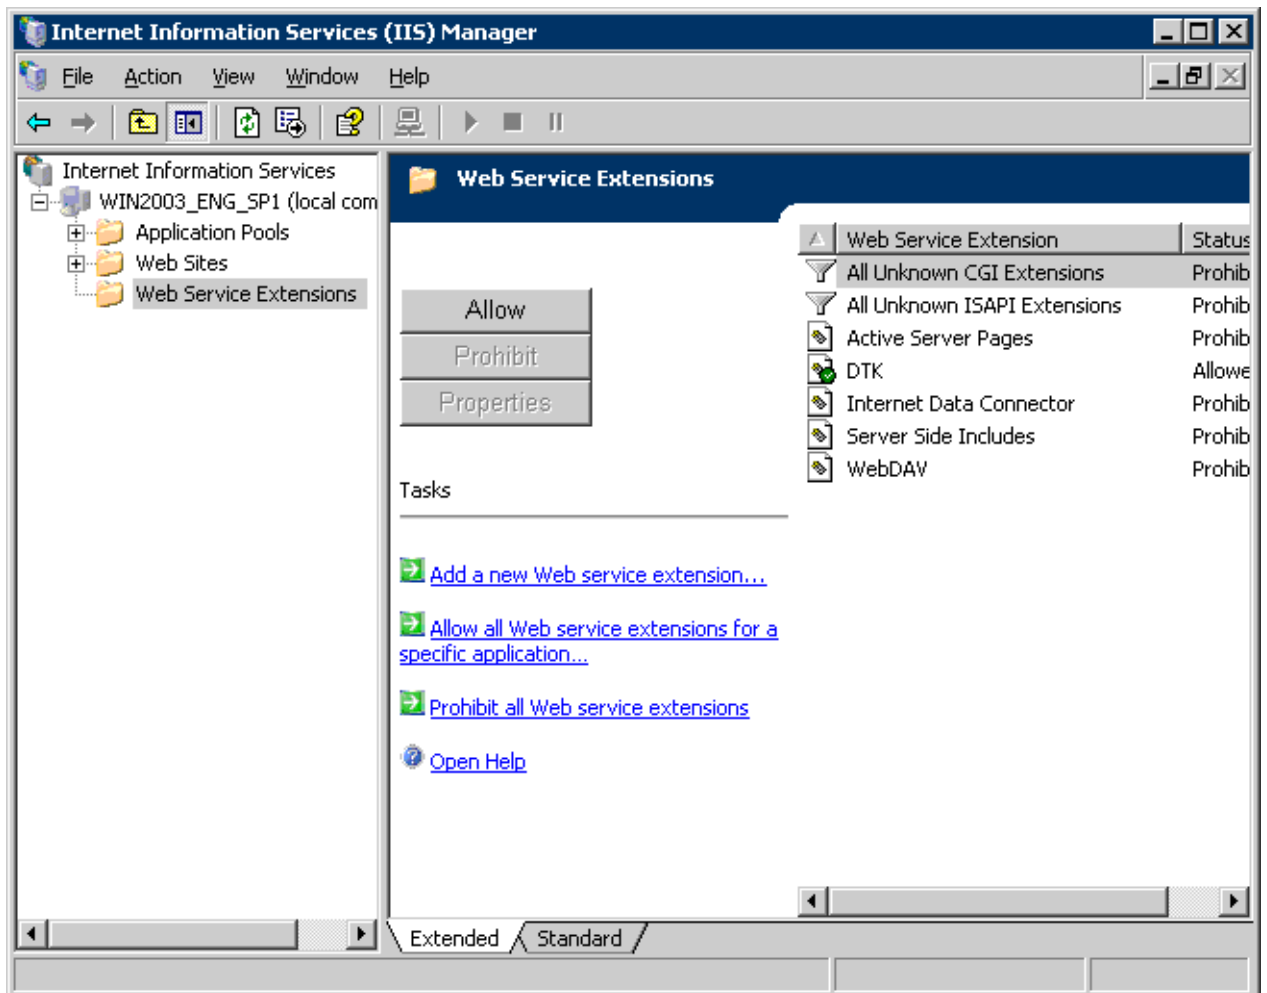 Internet Information Services (IIS) Manager
File Action View Window Help
Internet Information Services
WIN2003_ENG_SP1 (local com
Application Pools
Web Sites
Web Service Extensions
Web Service Extensions
Allow
Prohibit
Properties
Tasks
Add a new Web service extension...
Allow all Web service extensions for a
specific application...
Prohibit all Web service extensions
Open Help
Web Service Extension Status
All Unknown CGI Extensions Prohib
All Unknown ISAPI Extensions Prohib
Active Server Pages Prohib
DTK Allowe
Internet Data Connector Prohib
Server Side Includes Prohib
WebDAV Prohib
Extended Standard